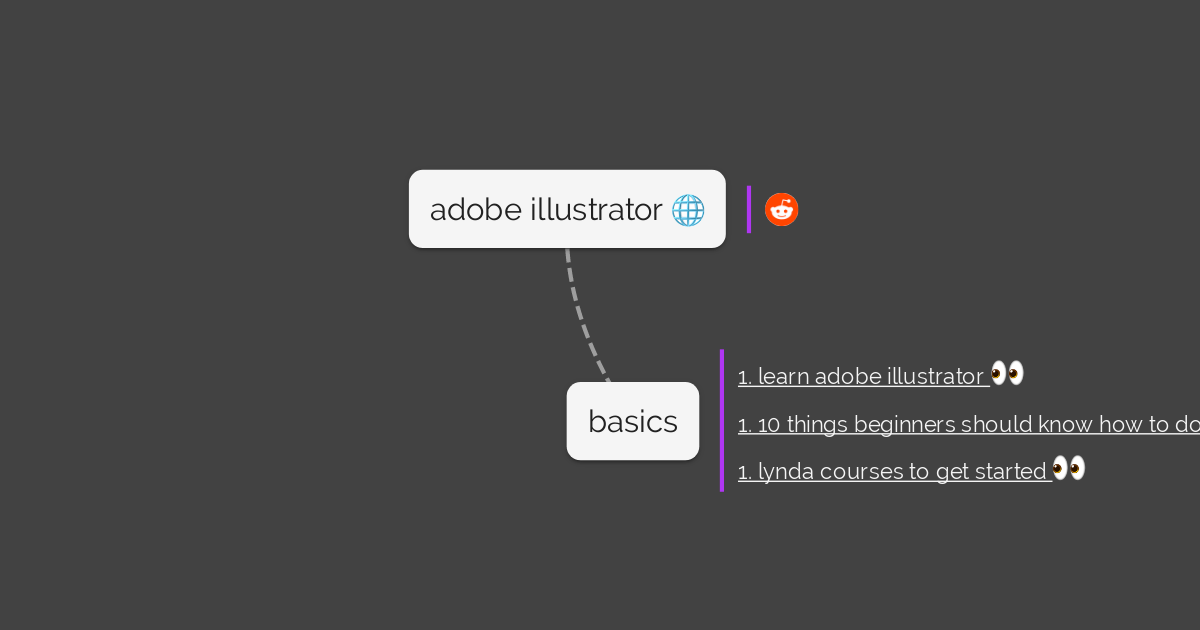 adobe illustrator 🌐
basics
1. learn adobe illustrator 👀
1. 10 things beginners should know how to do
1. lynda courses to get started 👀